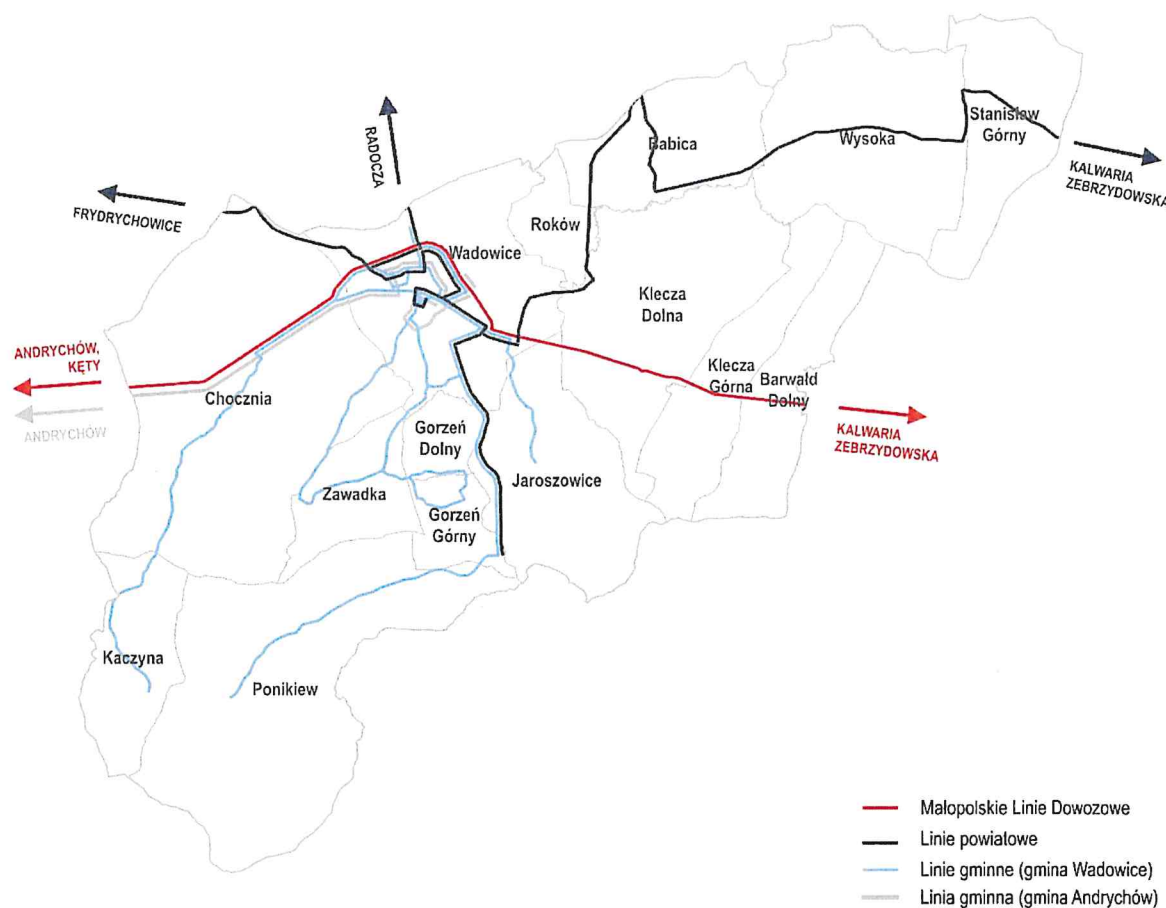 RADOCZA
FRYDRYCHOWICE
Babica
Wysoka
Stanisław
Górny
KALWARIA
ZEBRZYDOWSKA
Roków
Wadowice
Klecza
Dolna
ANDRYCHÓW,
KĘTY
ANDRYCHÓW
Chocznia
Klecza
Górna
Barwałd
Dolny
KALWARIA
ZEBRZYDOWSKA
Gorzeń
Dolny
Jaroszowice
Zawadka
Gorzeń
Górny
Kaczyna
Ponikiew
Małopolskie Linie Dowozowe
Linie powiatowe
Linie gminne (gmina Wadowice)
Linia gminna (gmina Andrychów)